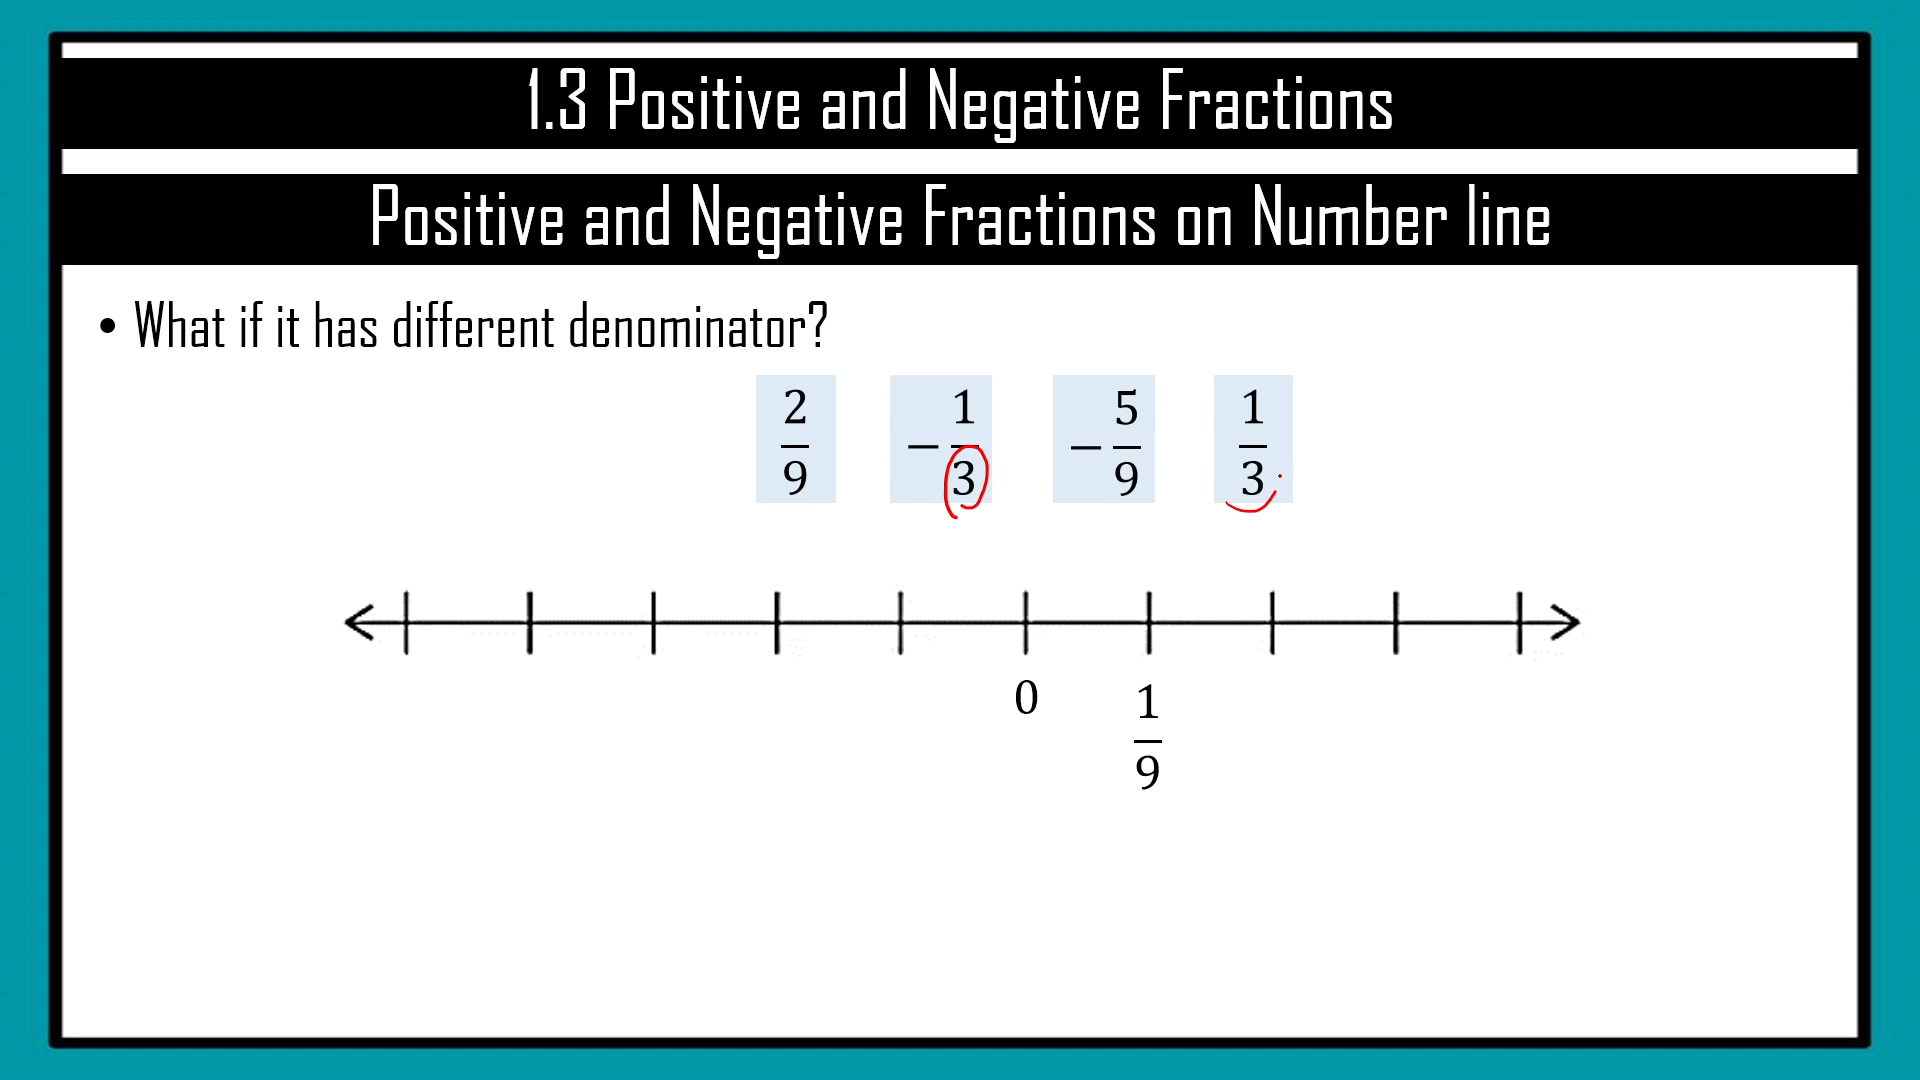 1.3 Positive and Negative Fractions
Positive and Negative Fractions on Number line
• What if it has different denominator?
2/9 −1/3 −5/9 1/3
0 1/9